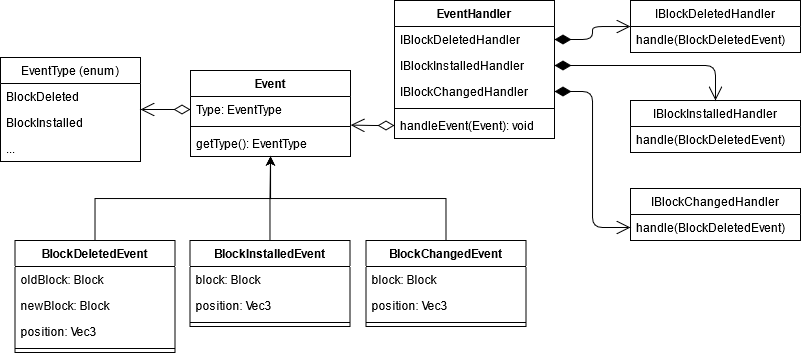 EventType (enum)
BlockDeleted
BlockInstalled
...
Event
Type: EventType
getType(): EventType
EventHandler
IBlockDeletedHandler
IBlockInstalledHandler
IBlockChangedHandler
handleEvent(Event): void
IBlockDeletedHandler
handle(BlockDeletedEvent)
IBlockInstalledHandler
handle(BlockDeletedEvent)
IBlockChangedHandler
handle(BlockDeletedEvent)
BlockDeletedEvent
oldBlock: Block
newBlock: Block
position: Vec3
BlockInstalledEvent
block: Block
position: Vec3
BlockChangedEvent
block: Block
position: Vec3